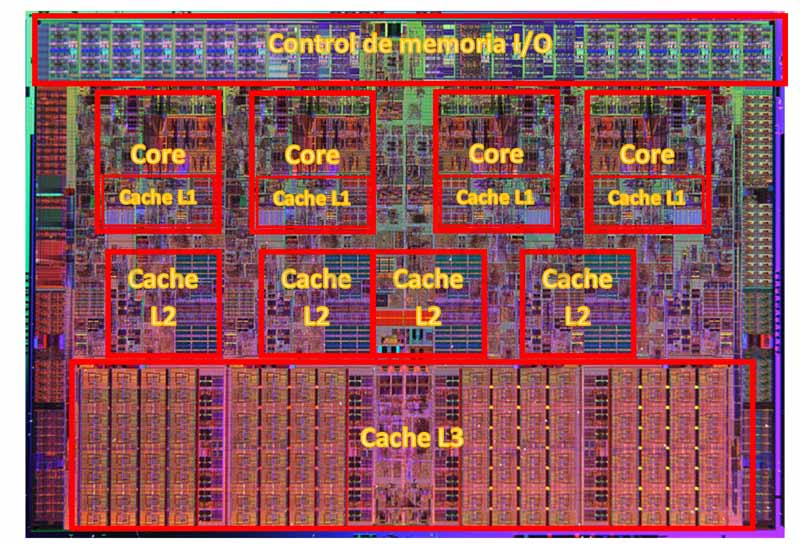 Control de memoria I/O
Core
Core
Core
Core
Cache L1
Cache L1
Cache L1
Cache L1
Cache
L2
Cache
L2
Cache
L2
Cache
L2
Cache L3